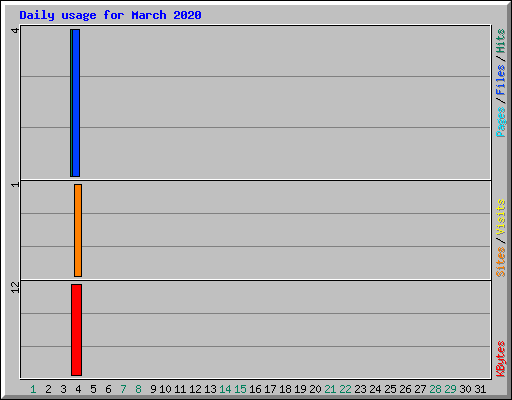 Daily usage for March 2020
4
1
12
Pages/Files/Hits
Sites/Visits
KBytes
1 2 3 4 5 6 7 8 9 10 11 12 13 14 15 16 17 18 19 20 21 22 23 24 25 26 27 28 29 30 31